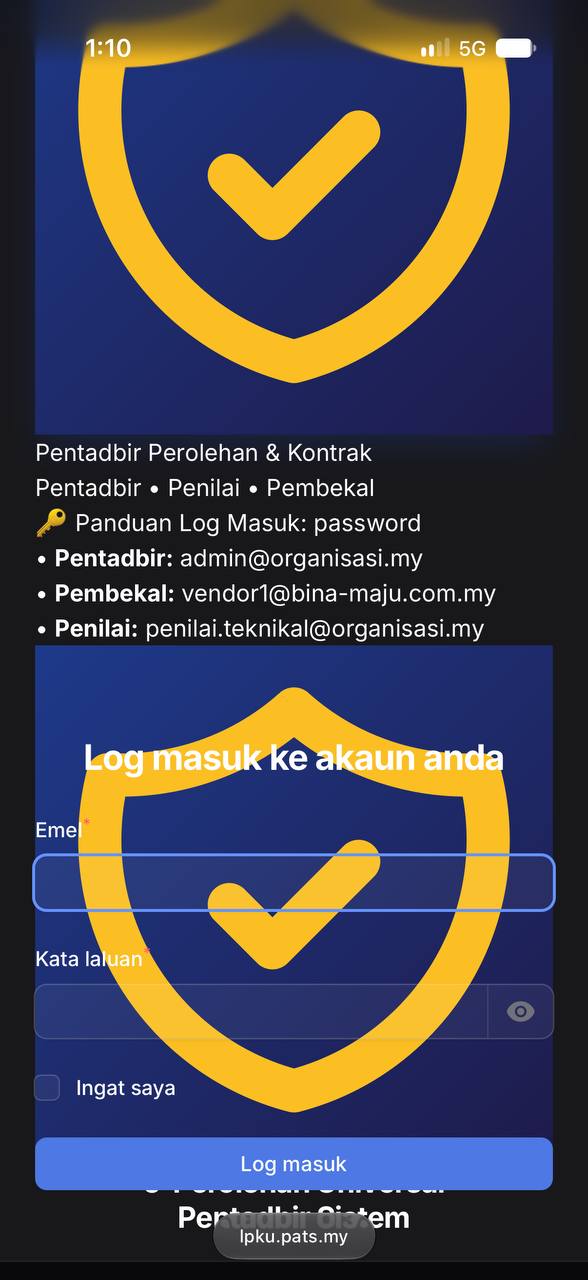 1:10
5G
Pentadbir Perolehan & Kontrak
Pentadbir • Penilai • Pembekal
🔑 Panduan Log Masuk: password
• Pentadbir: admin@organisasi.my
• Pembekal: vendor1@bina-maju.com.my
• Penilai: penilai.teknikal@organisasi.my
Log masuk ke akaun anda
Emel*
Kata laluan*
Ingat saya
Log masuk
Perolehan Universal
Pentadbir Sistem
lpku.pats.my